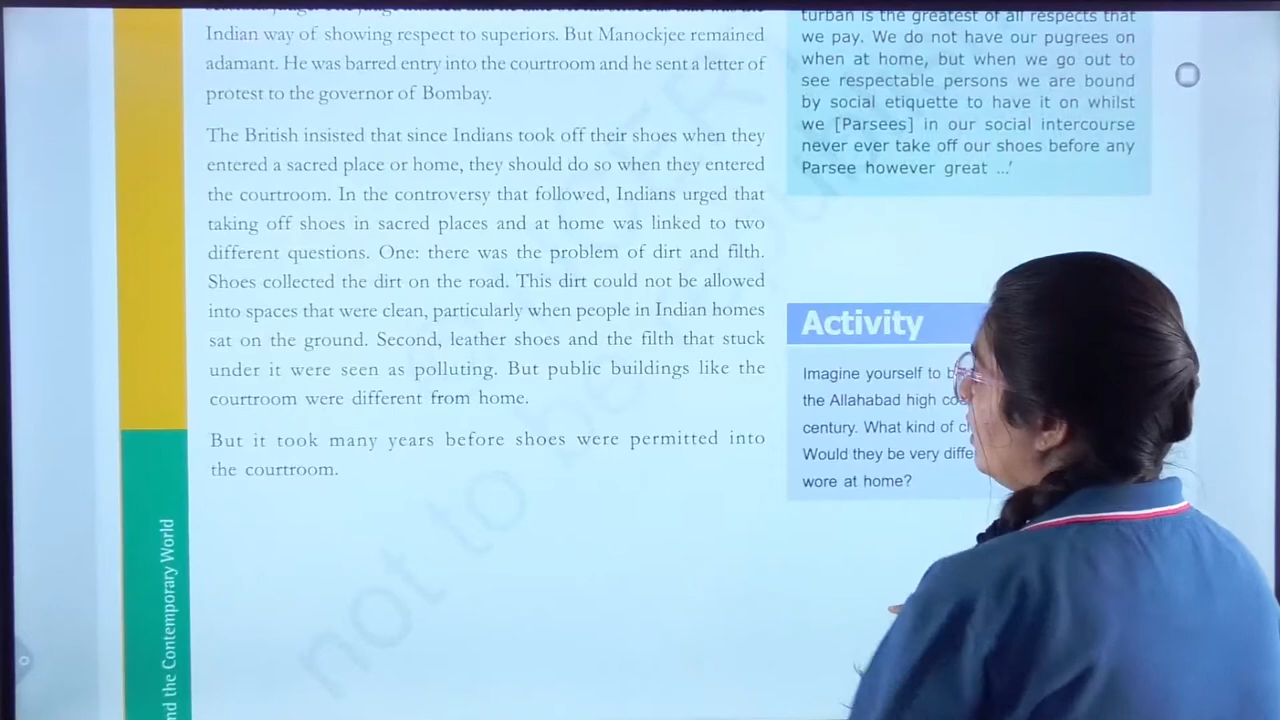 Indian way of showing respect to superiors. But Manockjee remained
adamant. He was barred entry into the courtroom and he sent a letter of
protest to the governor of Bombay.
The British insisted that since Indians took off their shoes when they
entered a sacred place or home, they should do so when they entered
the courtroom. In the controversy that followed, Indians urged that
taking off shoes in sacred places and at home was linked to two
different questions. One: there was the problem of dirt and filth.
Shoes collected the dirt on the road. This dirt could not be allowed
into spaces that were clean, particularly when people in Indian homes
sat on the ground. Second, leather shoes and the filth that stuck
under it were seen as polluting. But public buildings like the
courtroom were different from home.
But it took many years before shoes were permitted into
the courtroom.
turban is the greatest of all respects that
we pay. We do not have our pugrees on
when at home, but when we go out to
see respectable persons we are bound
by social etiquette to have it on whilst
we [Parsees] in our social intercourse
never ever take off our shoes before any
Parsee however great ...'
Activity
Imagine yourself to b
the Allahabad high co
century. What kind of c
Would they be very diffe
wore at home?
nd the Contemporary World
not to be